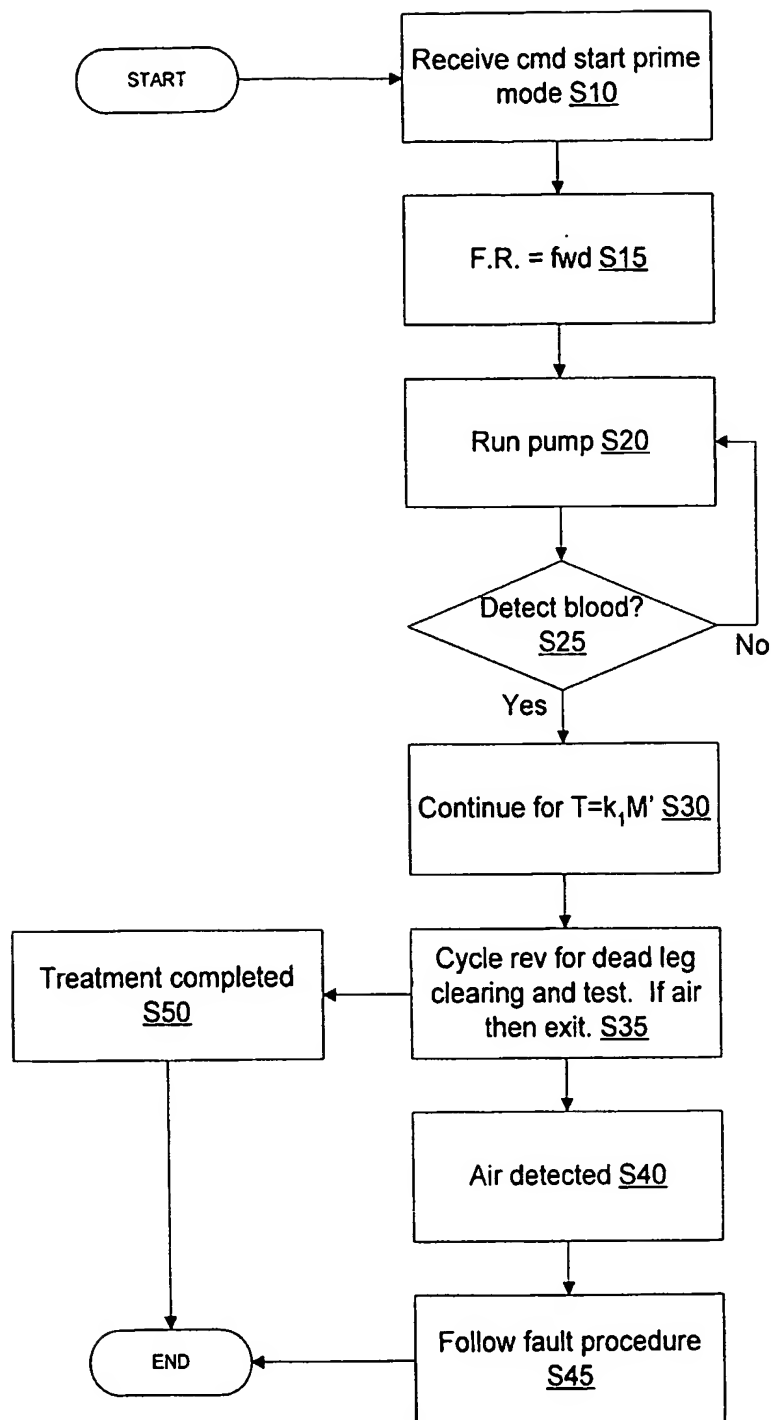 START
Receive cmd start prime
mode S10
F.R. = fwd S15
Run pump S20
Detect blood?
S25
No
Yes
Continue for T=k₁M' S30
Cycle rev for dead leg
clearing and test. If air
then exit. S35
Treatment completed
S50
Air detected S40
Follow fault procedure
S45
END